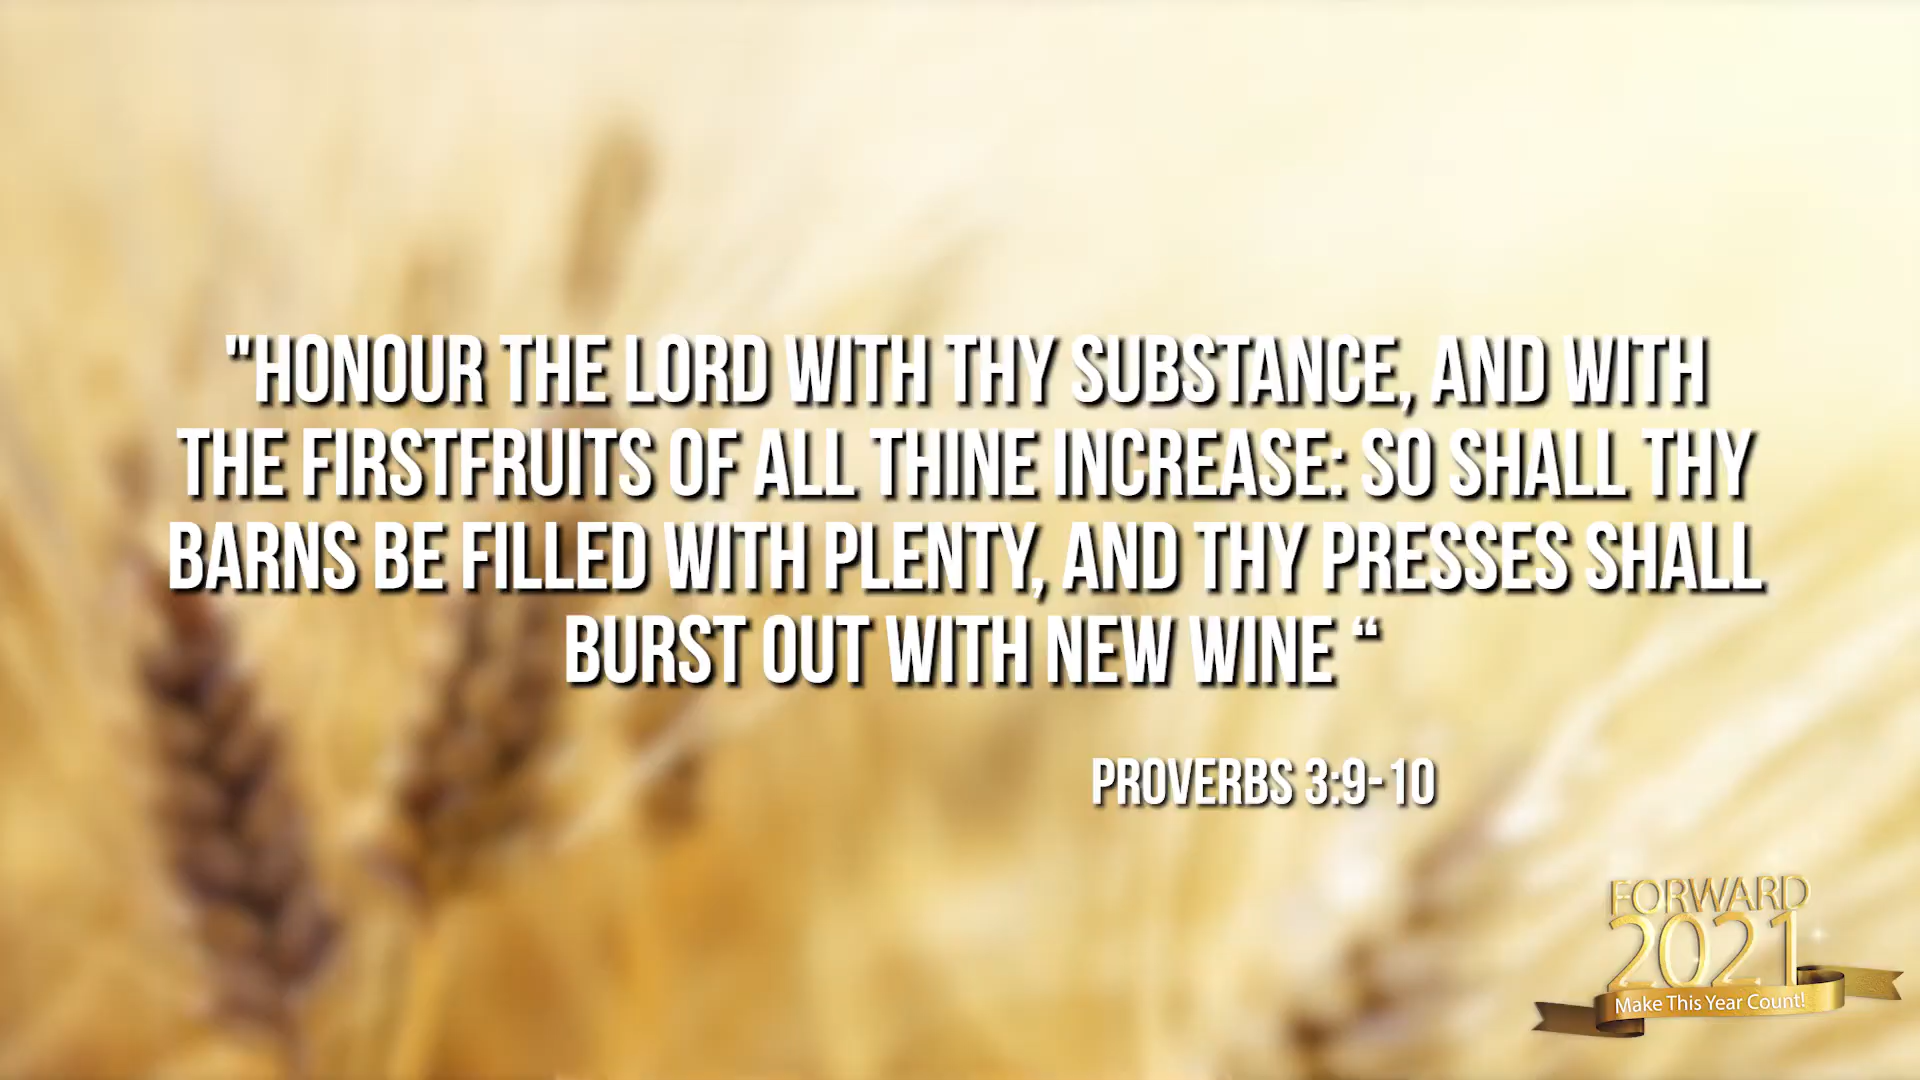 "HONOUR THE LORD WITH THY SUBSTANCE, AND WITH
THE FIRSTFRUITS OF ALL THINE INCREASE: SO SHALL THY
BARNS BE FILLED WITH PLENTY, AND THY PRESSES SHALL
BURST OUT WITH NEW WINE “
PROVERBS 3:9-10
FORWARD
2021
Make This Year Count!